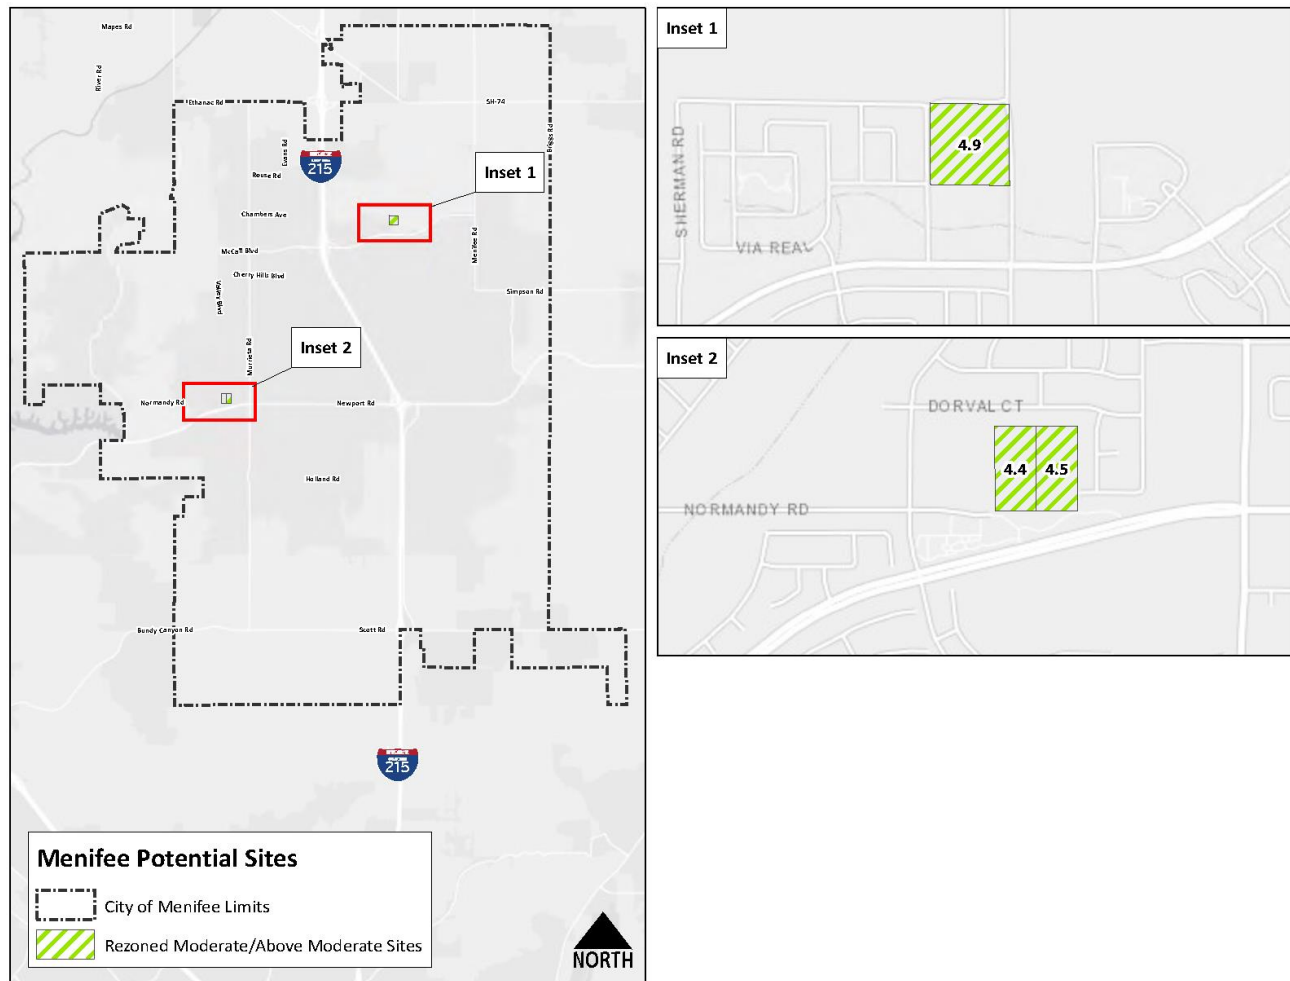 Mapes Rd
River Rd
Ethanac Rd
SH-74
Briggs Rd
Evans Rd
215
Rouse Rd
Inset 1
Chambers Ave
Menifee Rd
McCall Blvd
Cherry Hills Blvd
Valley Blvd
Simpson Rd
Inset 2
Murrieta Rd
Normandy Rd
Newport Rd
Holland Rd
Bundy Canyon Rd
Scott Rd
215
Menifee Potential Sites
City of Menifee Limits
Rezoned Moderate/Above Moderate Sites
NORTH
Inset 1
4.9
SHERMAN RD
VIA REAL
Inset 2
DORVAL CT
4.4
4.5
NORMANDY RD